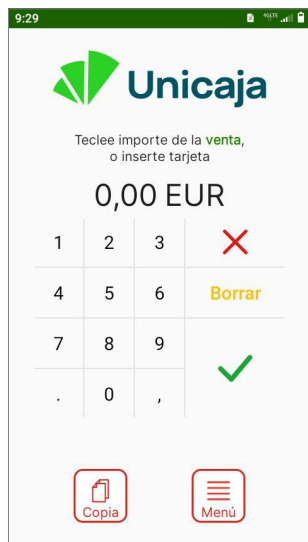 9:29
4GLTE
Unicaja
Teclee importe de la venta,
o inserte tarjeta
0,00 EUR
1 2 3
4 5 6 Borrar
7 8 9
. 0 ,
Copia Menú